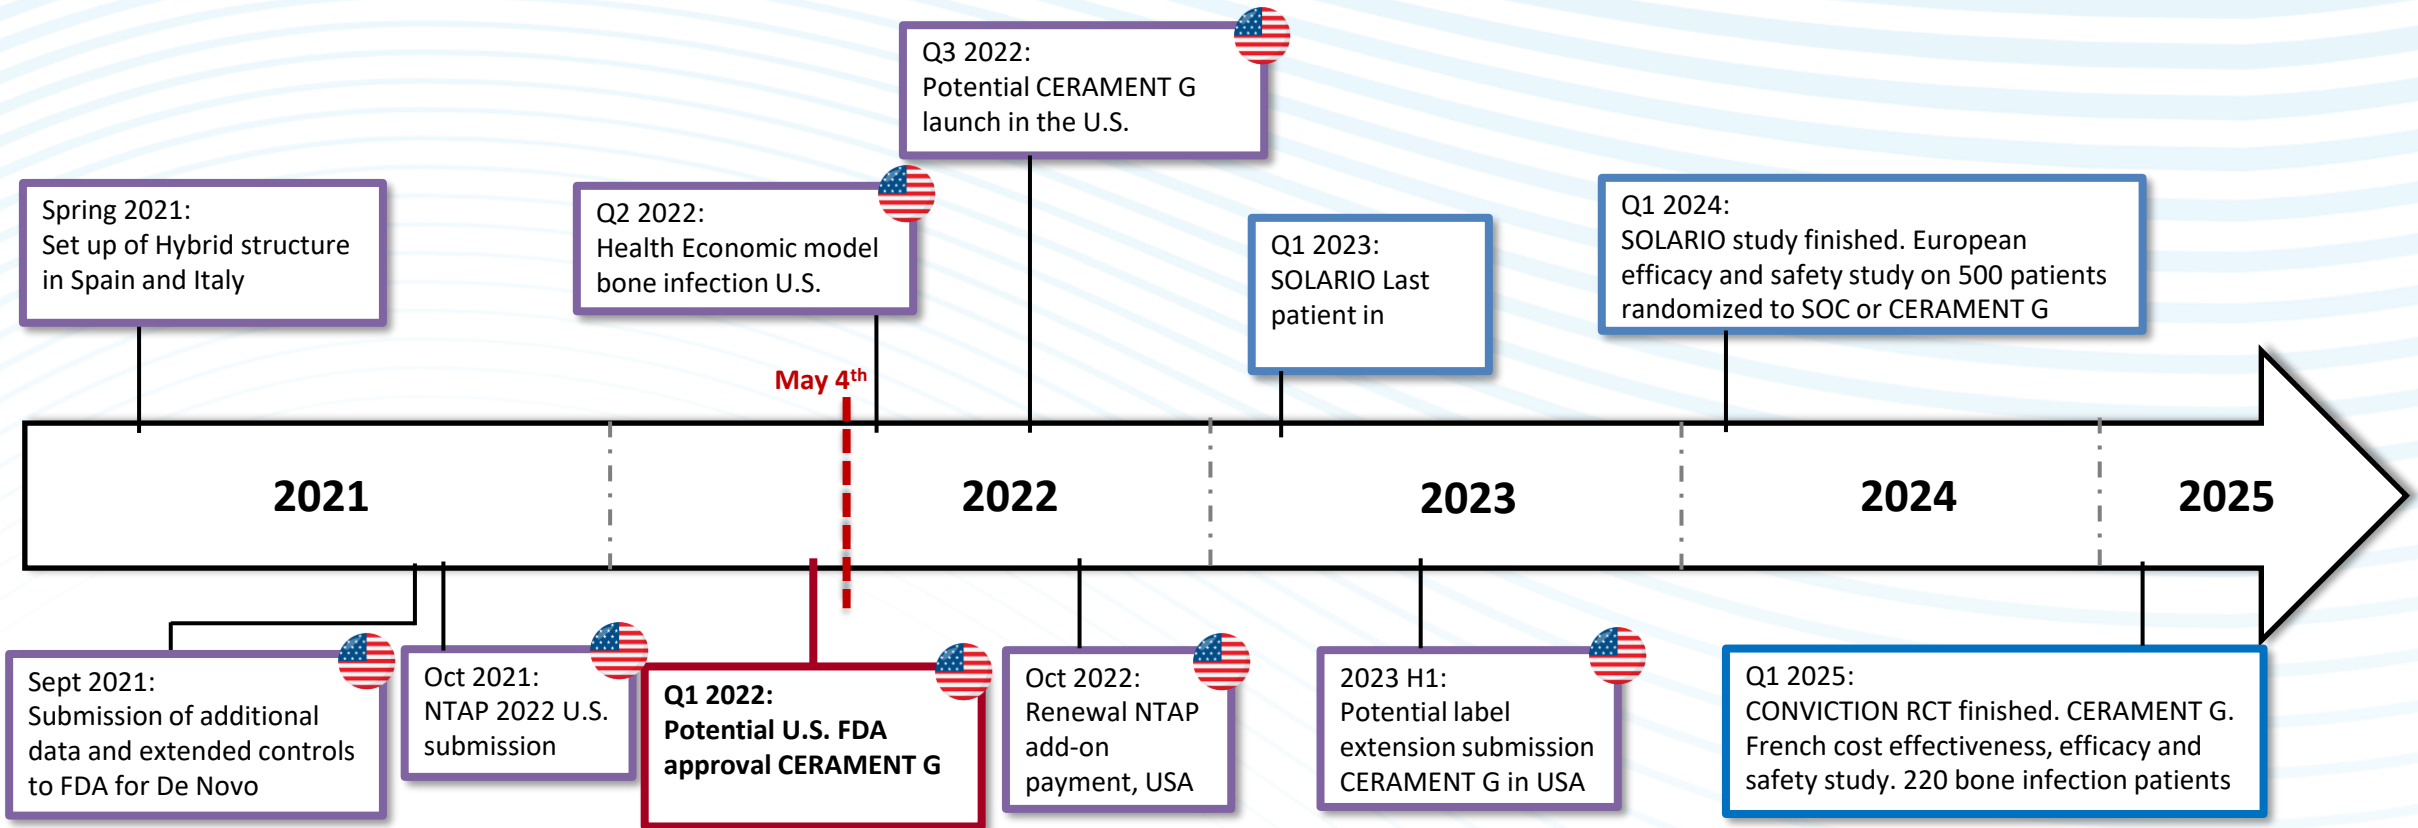 Q3 2022:
Potential CERAMENT G
launch in the U.S.
Spring 2021:
Set up of Hybrid structure
in Spain and Italy
Q2 2022:
Health Economic model
bone infection U.S.
Q1 2023:
SOLARIO Last
patient in
Q1 2024:
SOLARIO study finished. European
efficacy and safety study on 500 patients
randomized to SOC or CERAMENT G
May 4th
2021
2022
2023
2024
2025
Sept 2021:
Submission of additional
data and extended controls
to FDA for De Novo
Oct 2021:
NTAP 2022 U.S.
submission
Q1 2022:
Potential U.S. FDA
approval CERAMENT G
Oct 2022:
Renewal NTAP
add-on
payment, USA
2023 H1:
Potential label
extension submission
CERAMENT G in USA
Q1 2025:
CONVICTION RCT finished. CERAMENT G.
French cost effectiveness, efficacy and
safety study. 220 bone infection patients